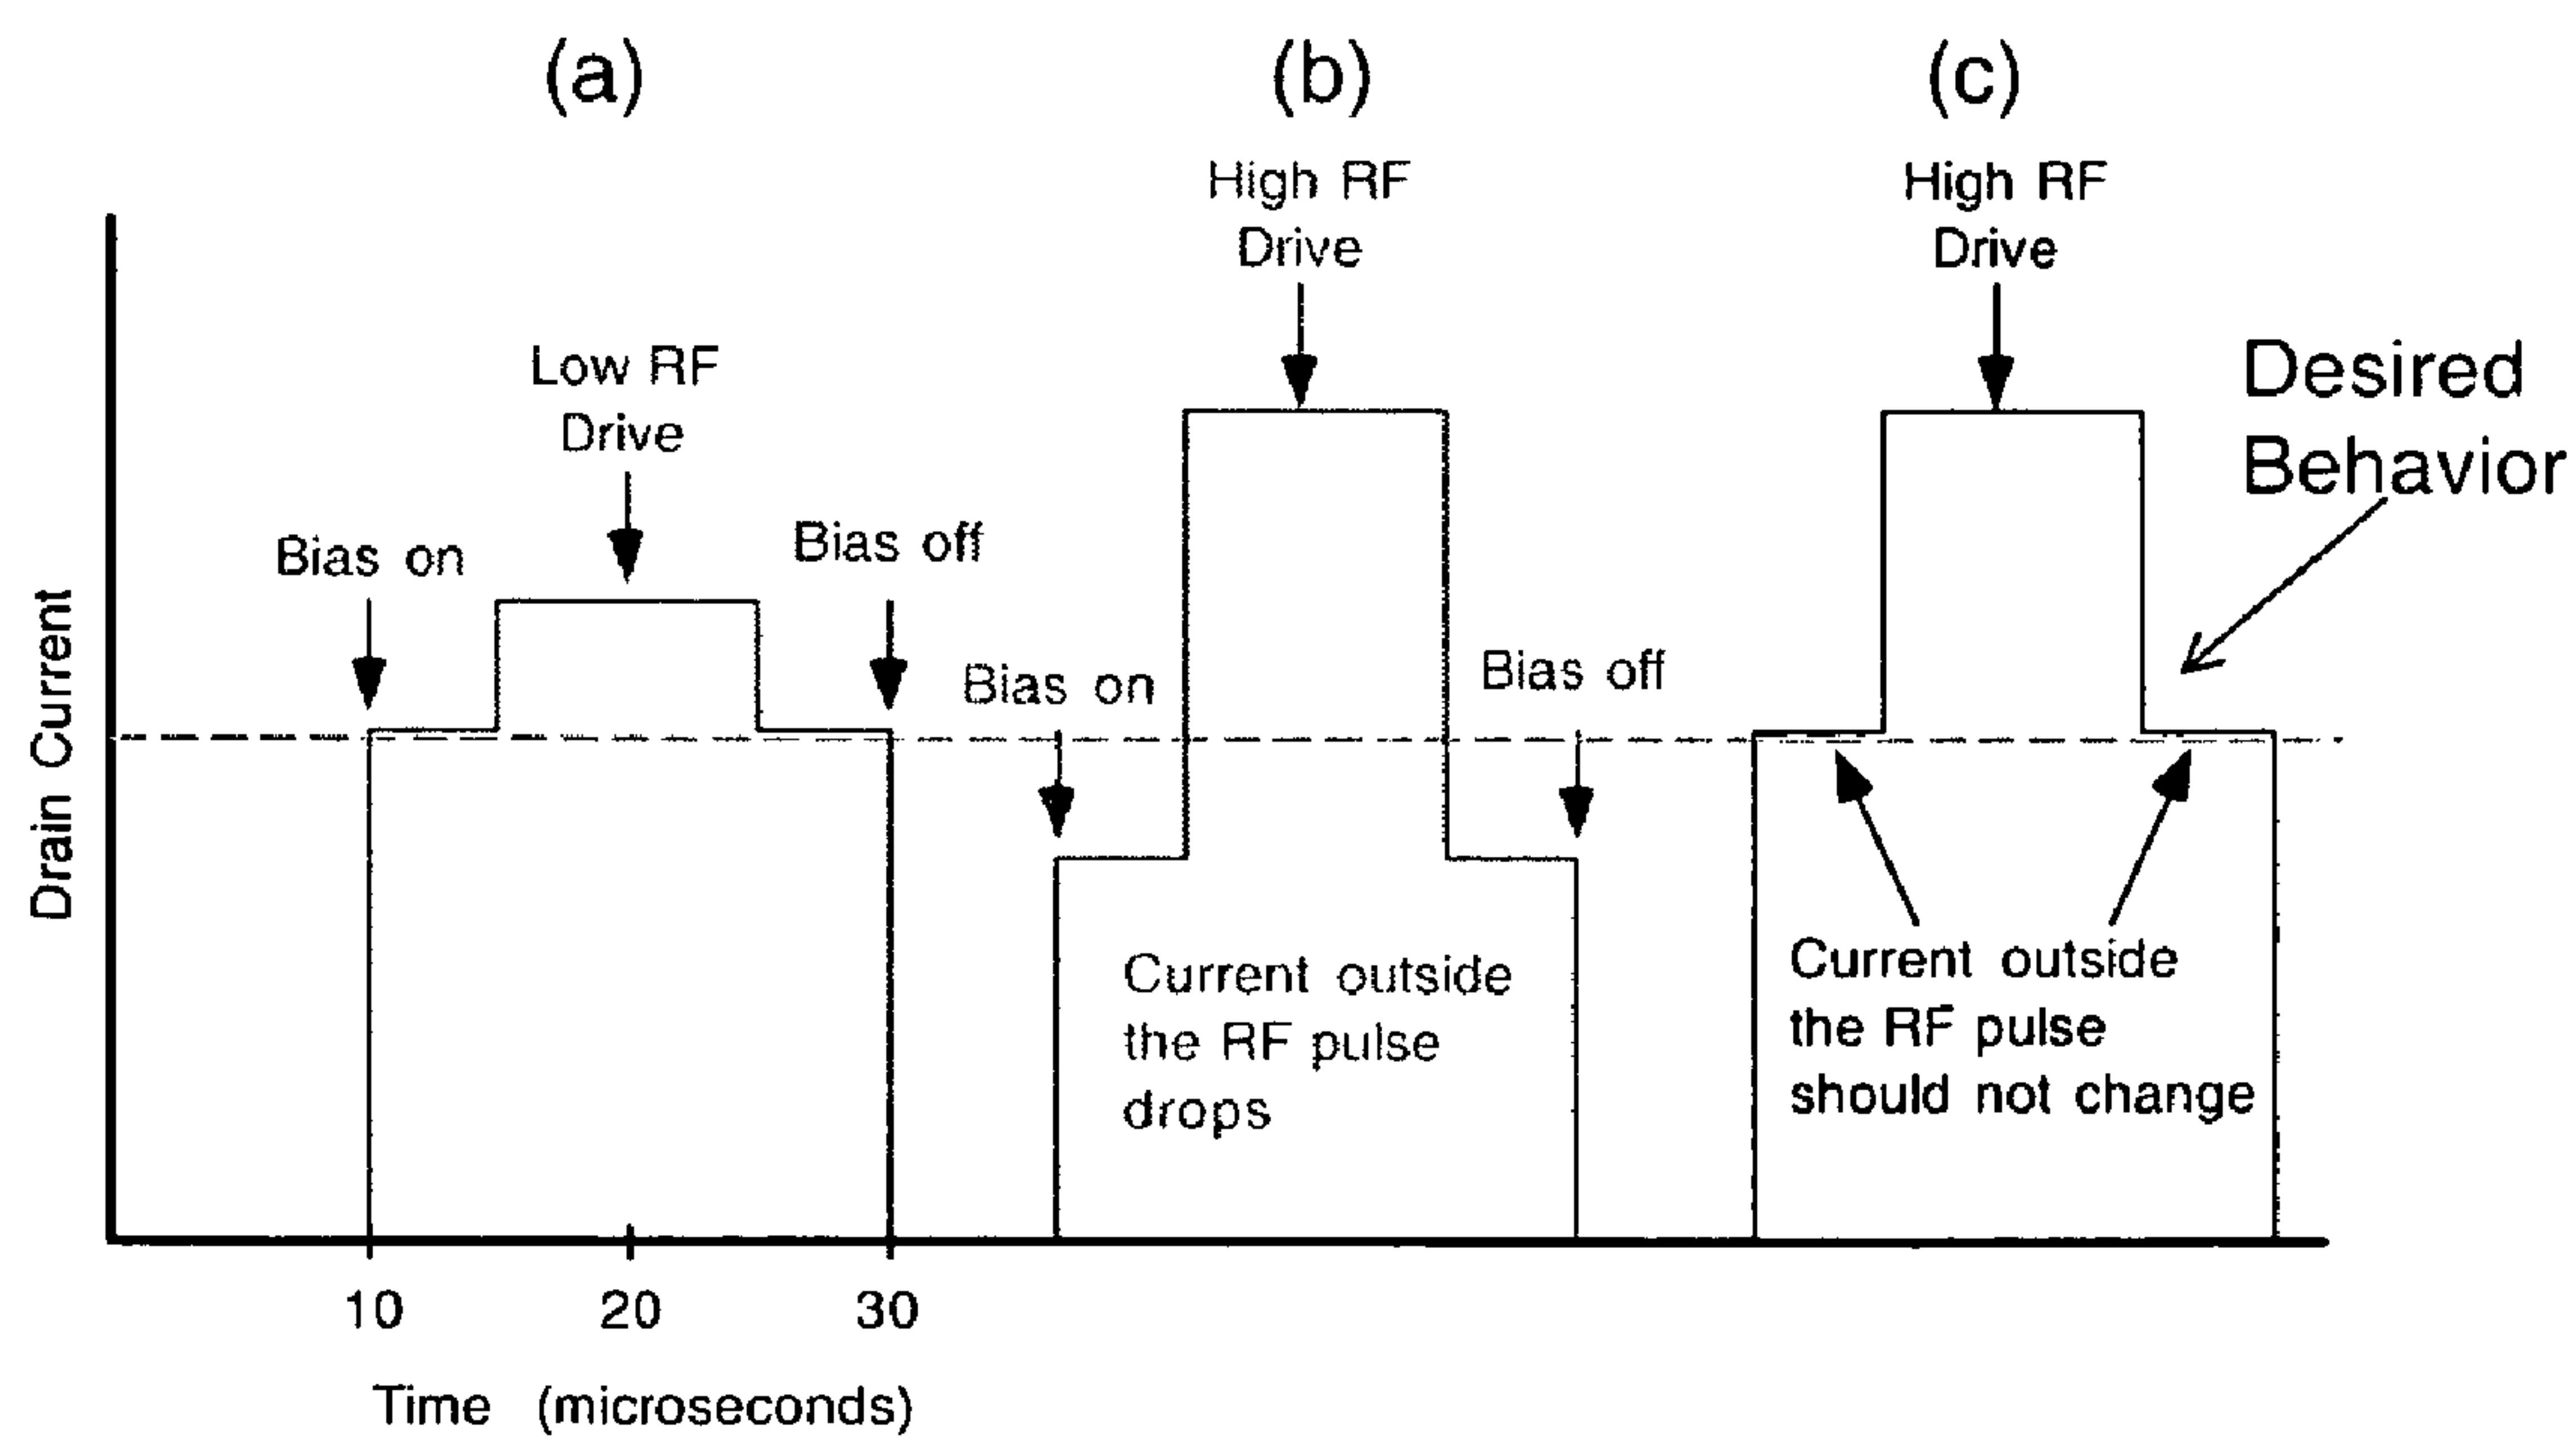 (a)
(b)
(c)
High RF
Drive
High RF
Drive
Desired
Behavior
Low RF
Drive
Bias on
Bias off
Bias on
Bias off
Drain Current
Current outside
the RF pulse
drops
Current outside
the RF pulse
should not change
10
20
30
Time (microseconds)